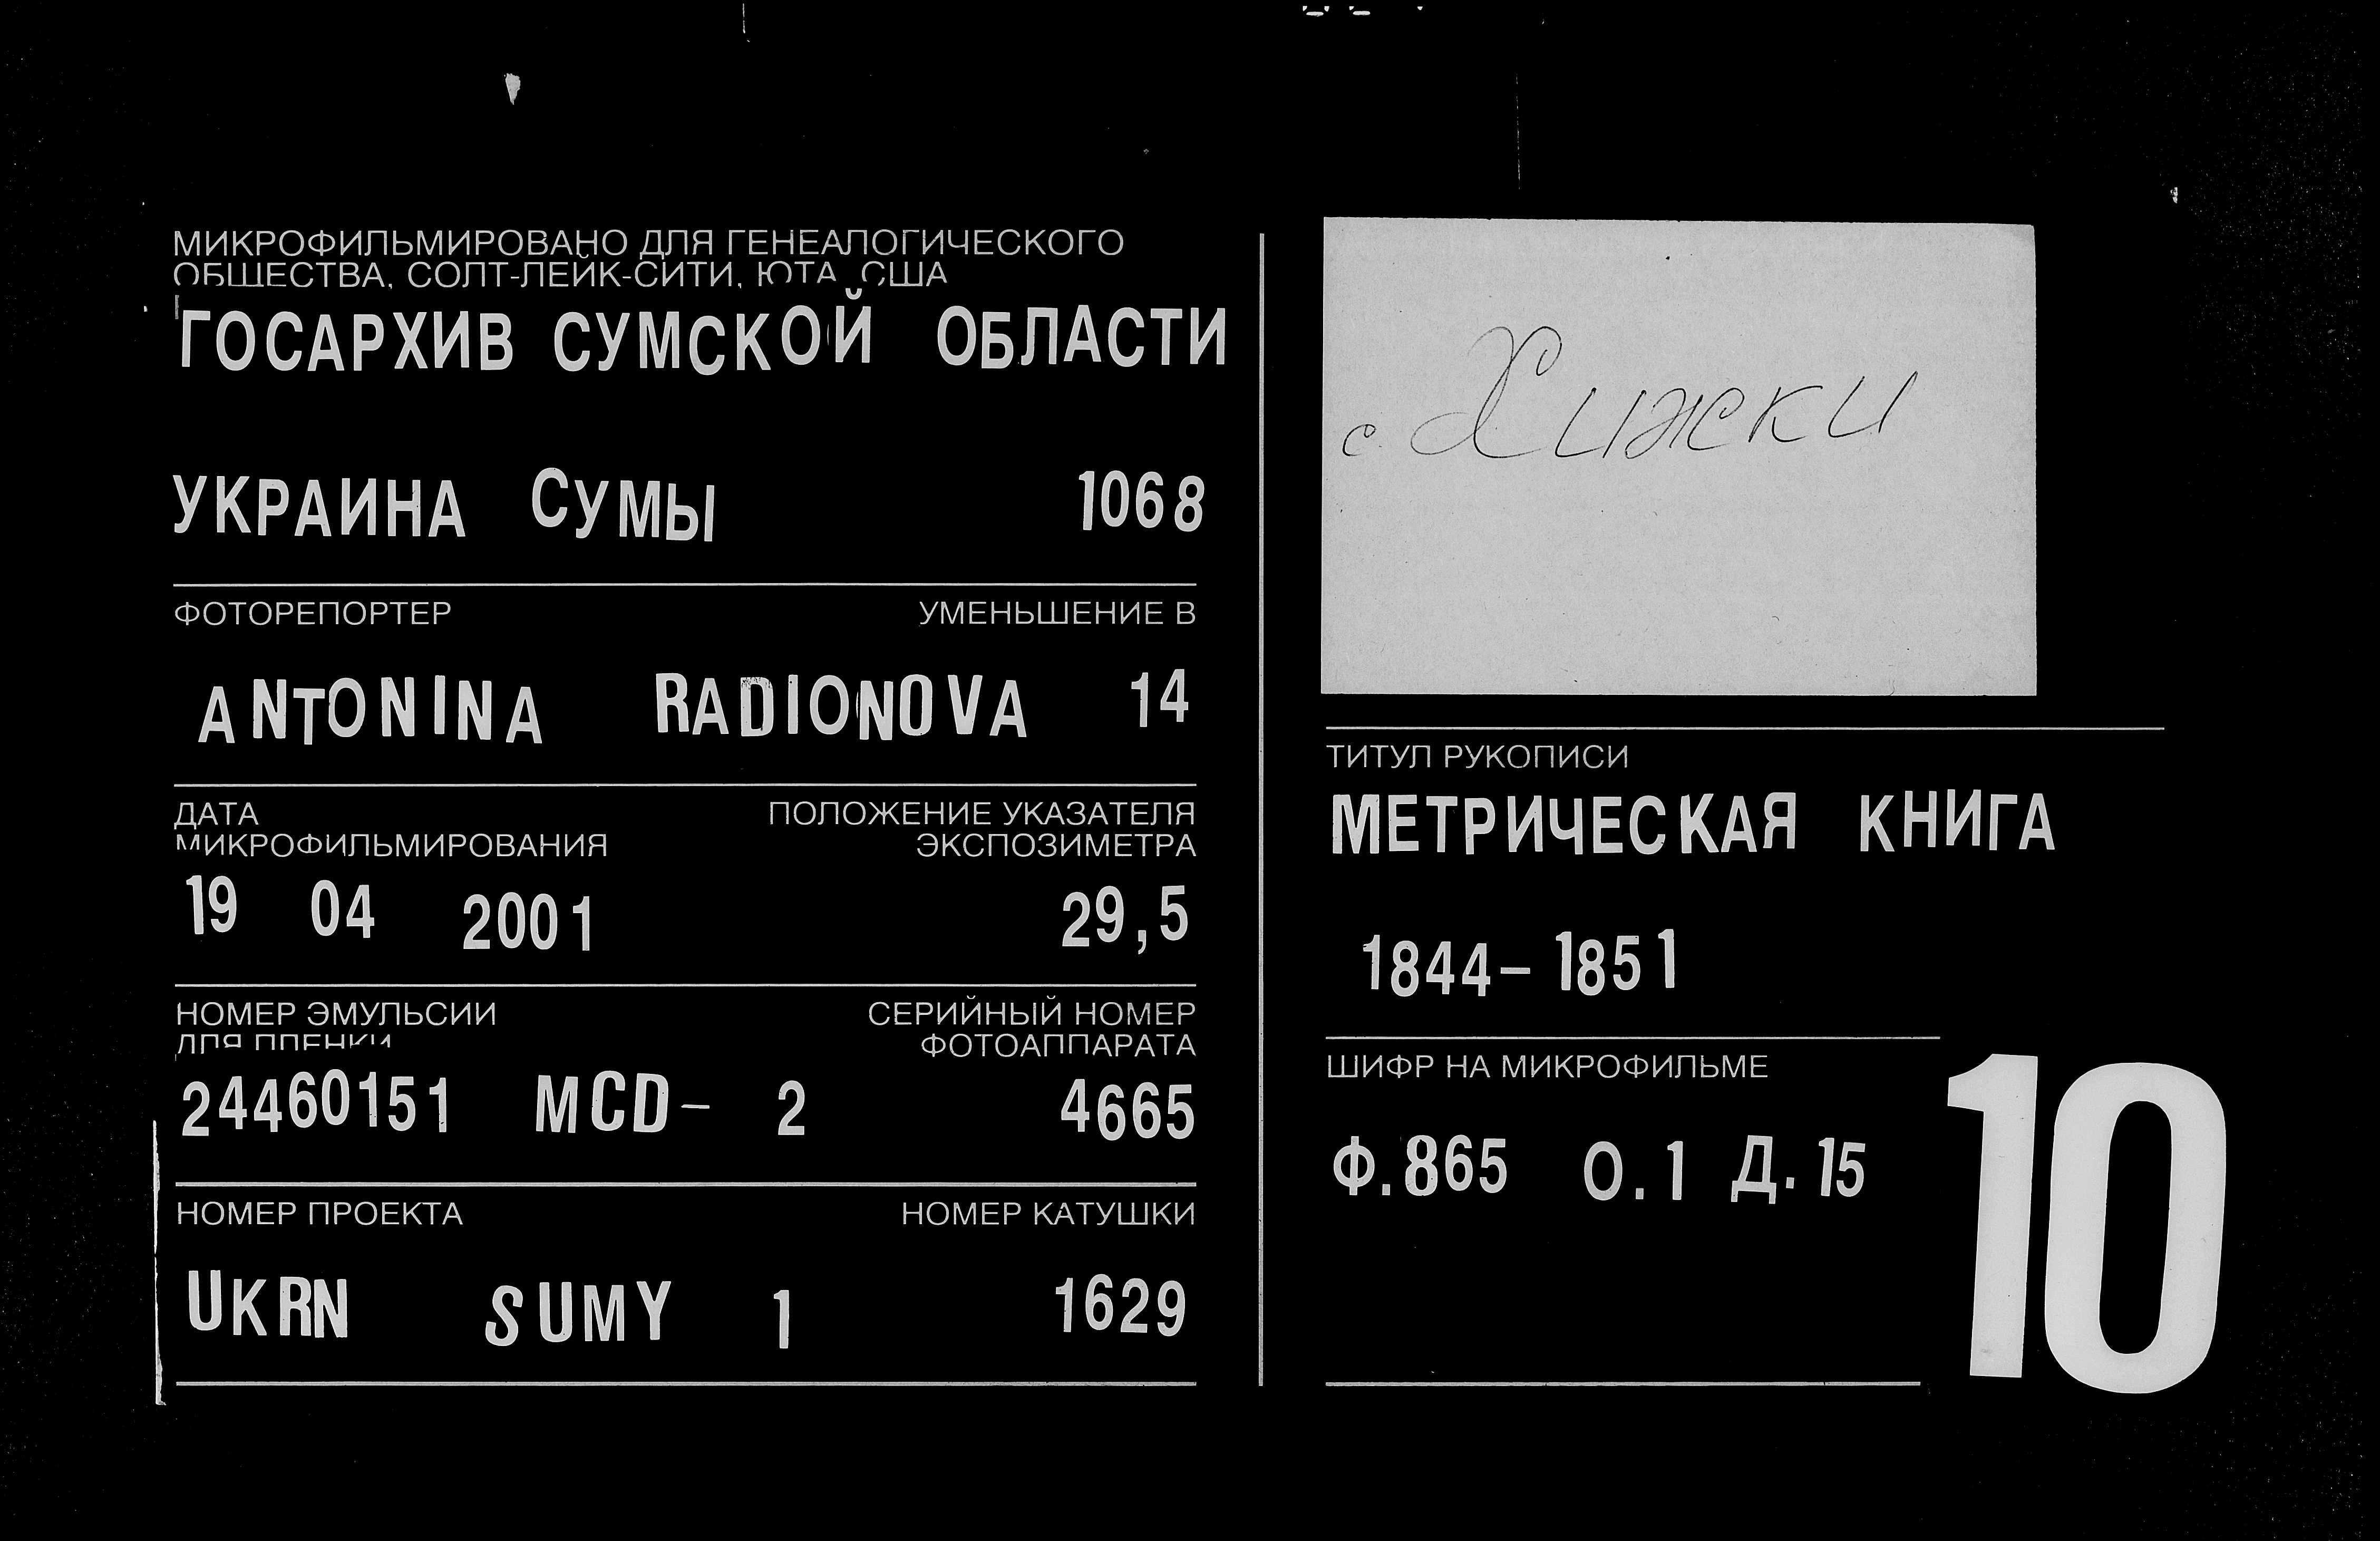 МИКРОФИЛЬМИРОВАНО ДЛЯ ГЕНЕАЛОГИЧЕСКОГО
ОБЩЕСТВА, СОЛТ-ЛЕЙК-СИТИ, ЮТА, США
ГОСАРХИВ СУМСКОЙ ОБЛАСТИ
УКРАИНА СУМЫ 1068
ФОТОРЕПОРТЕР УМЕНЬШЕНИЕ В
ANTONINA RADIONOVA 14
ДАТА ПОЛОЖЕНИЕ УКАЗАТЕЛЯ
МИКРОФИЛЬМИРОВАНИЯ ЭКСПОЗИМЕТРА
19 04 2001 29,5
НОМЕР ЭМУЛЬСИИ СЕРИЙНЫЙ НОМЕР
ДЛЯ ПЛЕНКИ ФОТОАППАРАТА
24460151 MCD- 2 4665
НОМЕР ПРОЕКТА НОМЕР КАТУШКИ
UKRN SUMY 1 1629
с. Хижки
ТИТУЛ РУКОПИСИ
МЕТРИЧЕСКАЯ КНИГА
1844-1851
ШИФР НА МИКРОФИЛЬМЕ
Ф.865 О.1 Д.15
10